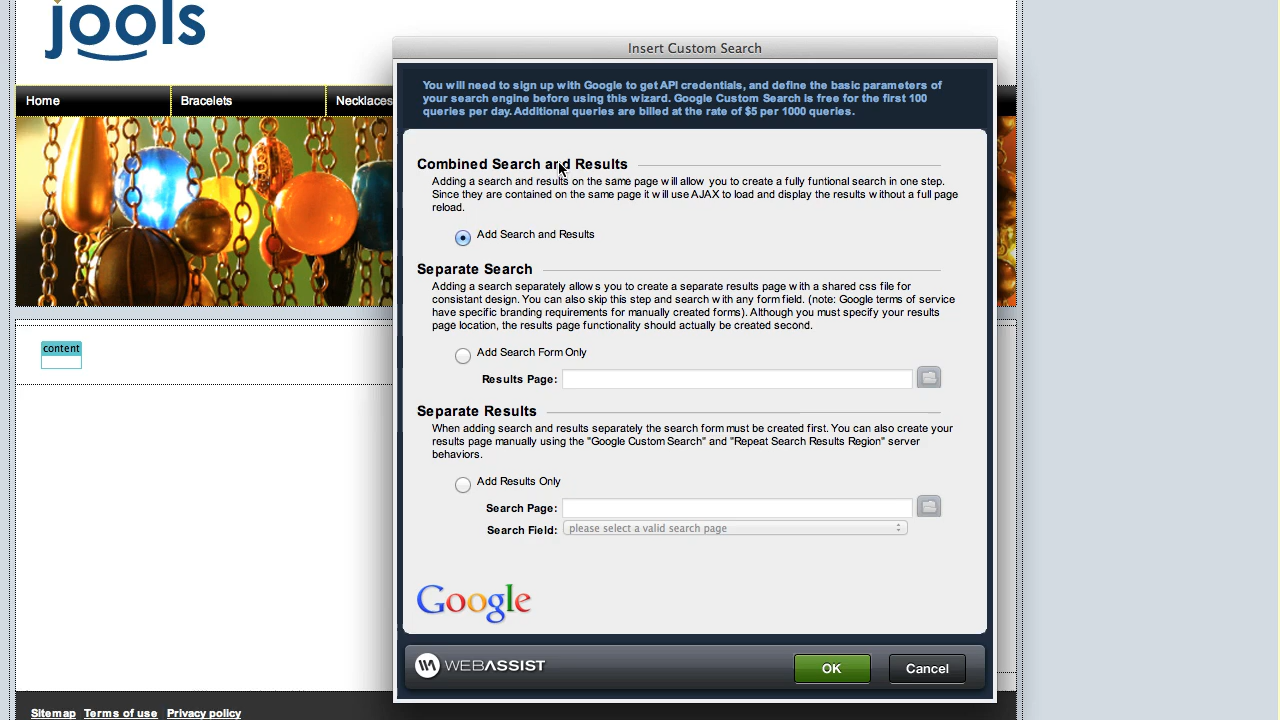 jools
Home
Bracelets
Necklaces
content
Sitemap Terms of use Privacy policy
Insert Custom Search
You will need to sign up with Google to get API credentials, and define the basic parameters of
your search engine before using this wizard. Google Custom Search is free for the first 100
queries per day. Additional queries are billed at the rate of $5 per 1000 queries.
Combined Search and Results
Adding a search and results on the same page will allow you to create a fully funtional search in one step.
Since they are contained on the same page it will use AJAX to load and display the results without a full page
reload.
Add Search and Results
Separate Search
Adding a search separately allows you to create a separate results page with a shared css file for
consistant design. You can also skip this step and search with any form field. (note: Google terms of service
have specific branding requirements for manually created forms). Although you must specify your results
page location, the results page functionality should actually be created second.
Add Search Form Only
Results Page:
Separate Results
When adding search and results separately the search form must be created first. You can also create your
results page manually using the "Google Custom Search" and "Repeat Search Results Region" server
behaviors.
Add Results Only
Search Page:
Search Field: please select a valid search page
Google
WEBASSIST
OK
Cancel